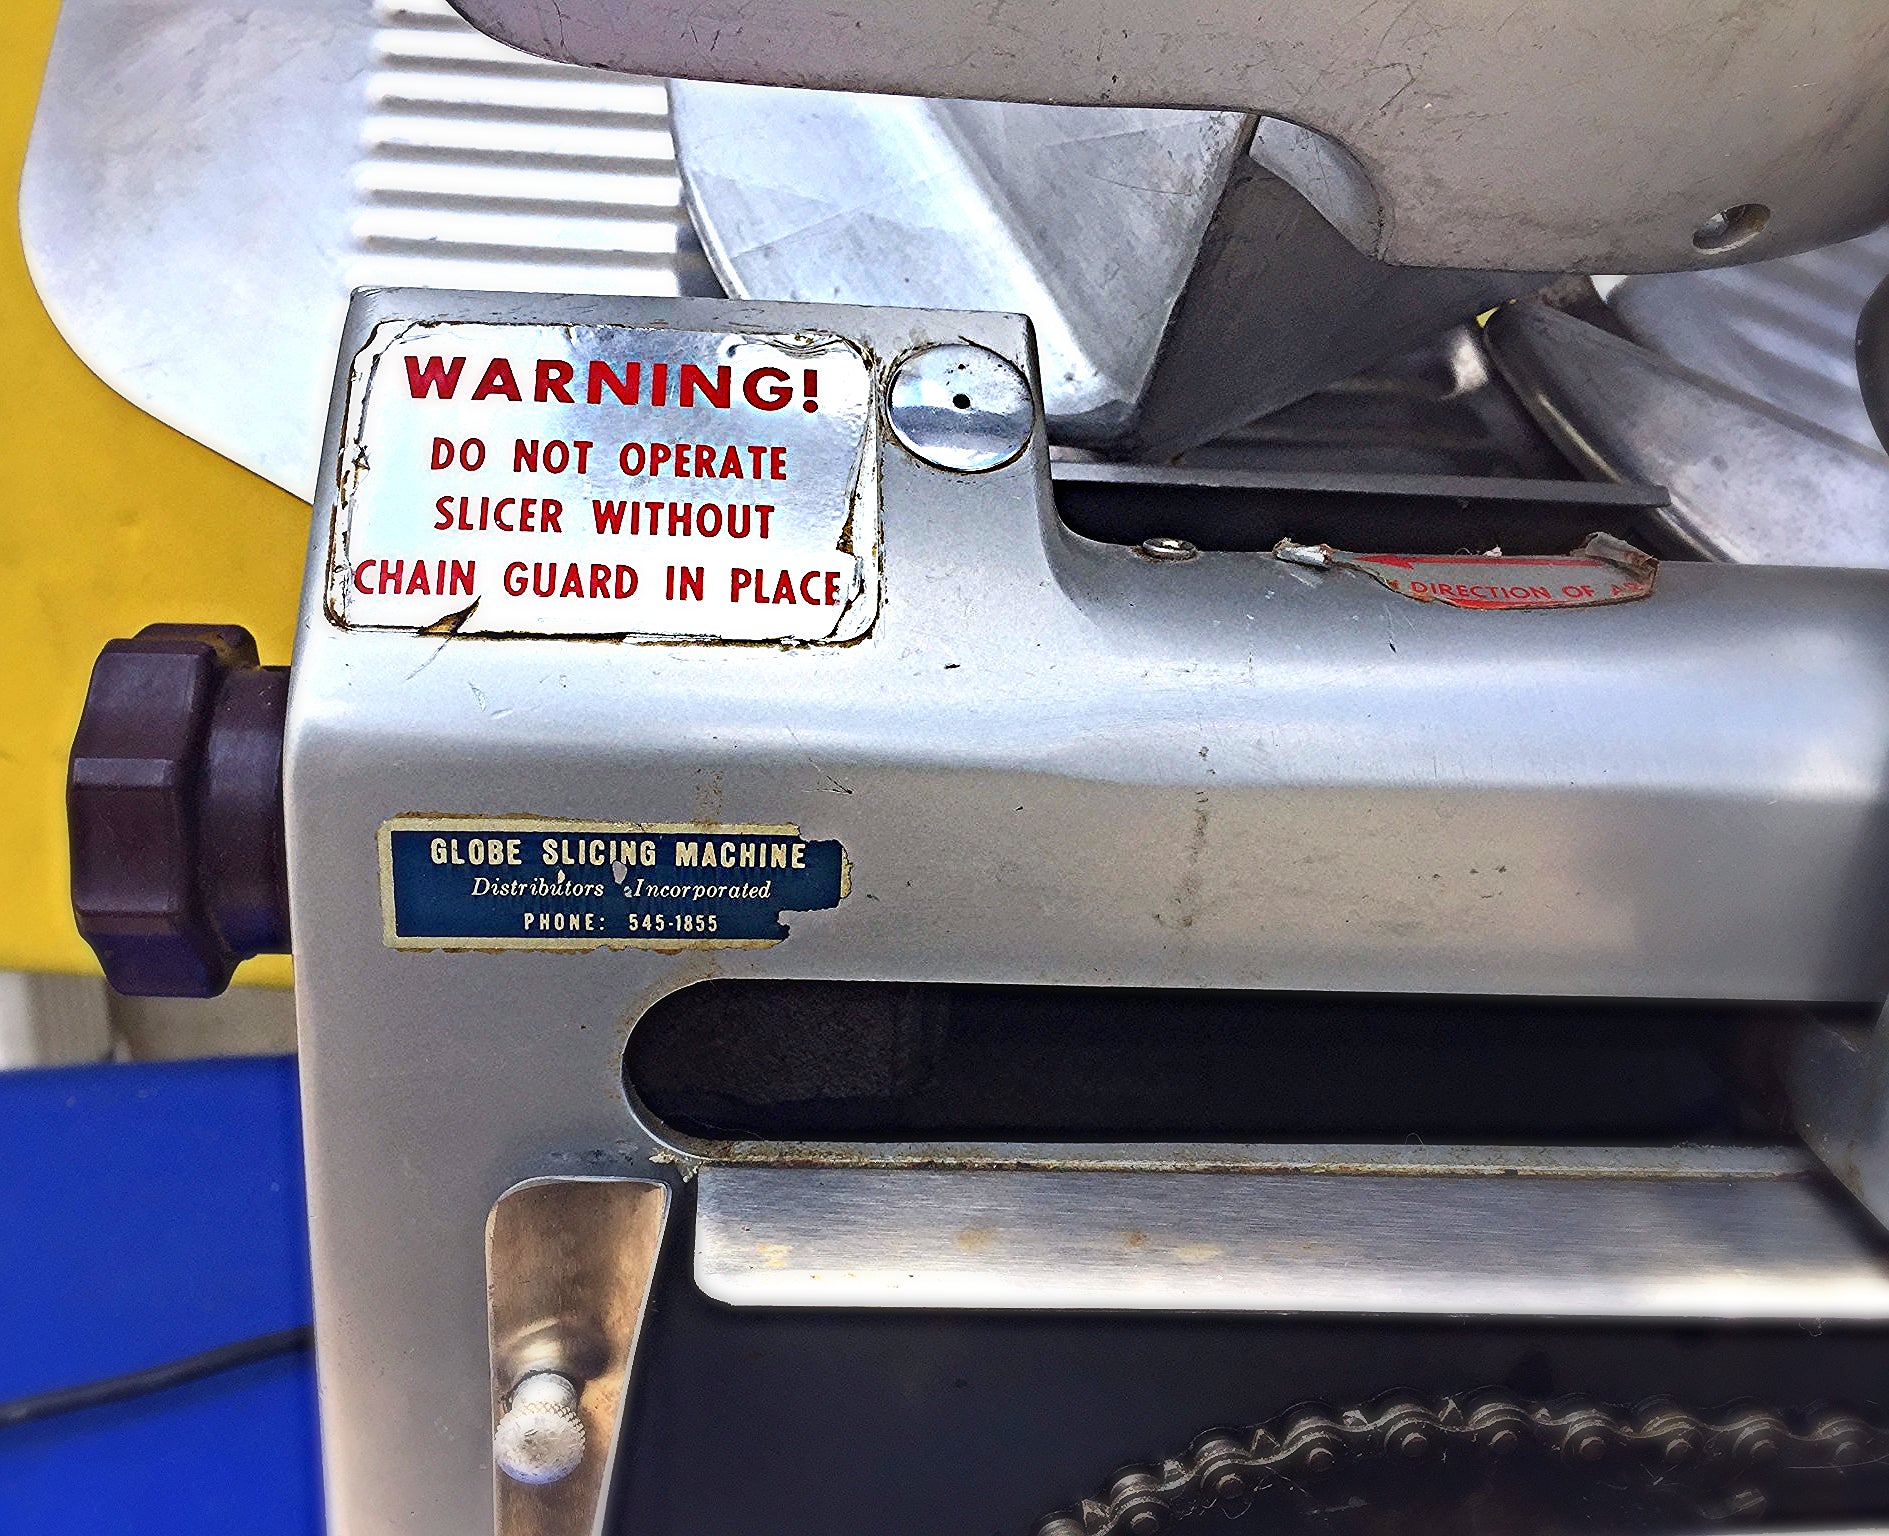 WARNING!
DO NOT OPERATE
SLICER WITHOUT
CHAIN GUARD IN PLACE
DIRECTION OF
GLOBE SLICING MACHINE
Distributors Incorporated
PHONE: 545-1855